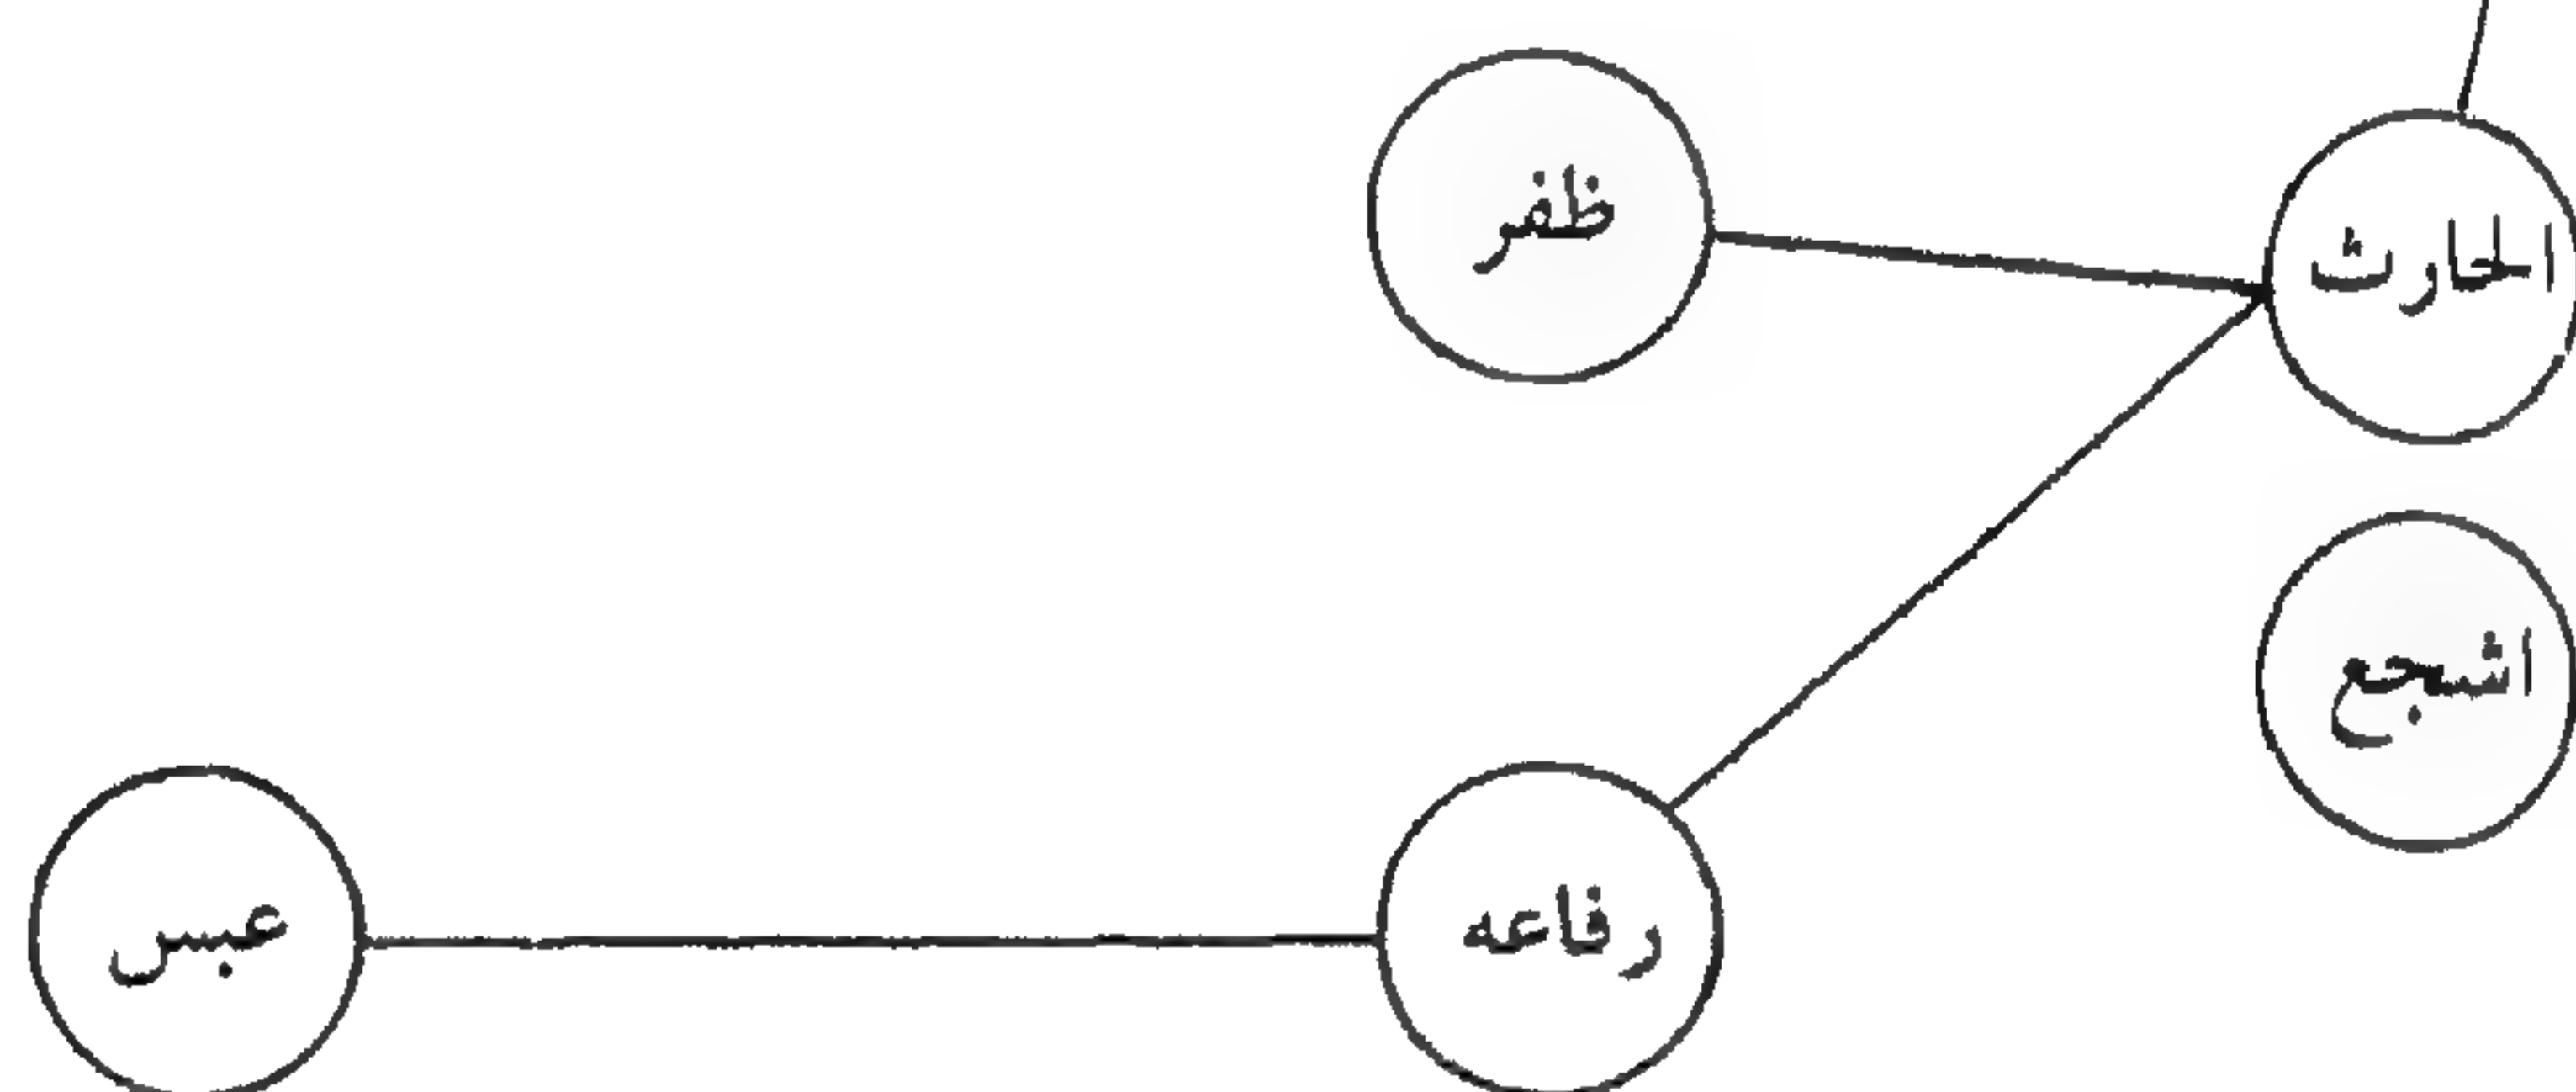 ظفر
الحارث
اشجع
رفاعه
عبس